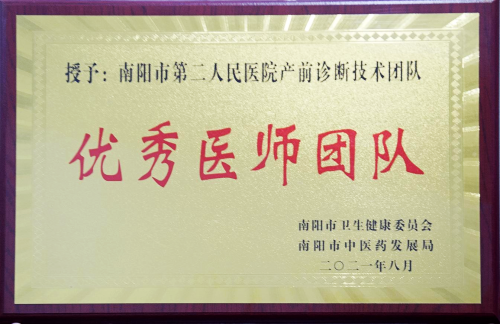 授予：南阳市第二人民医院产前诊断技术团队
优秀医师团队
南阳市卫生健康委员会
南阳市中医药发展局
二〇二一年八月